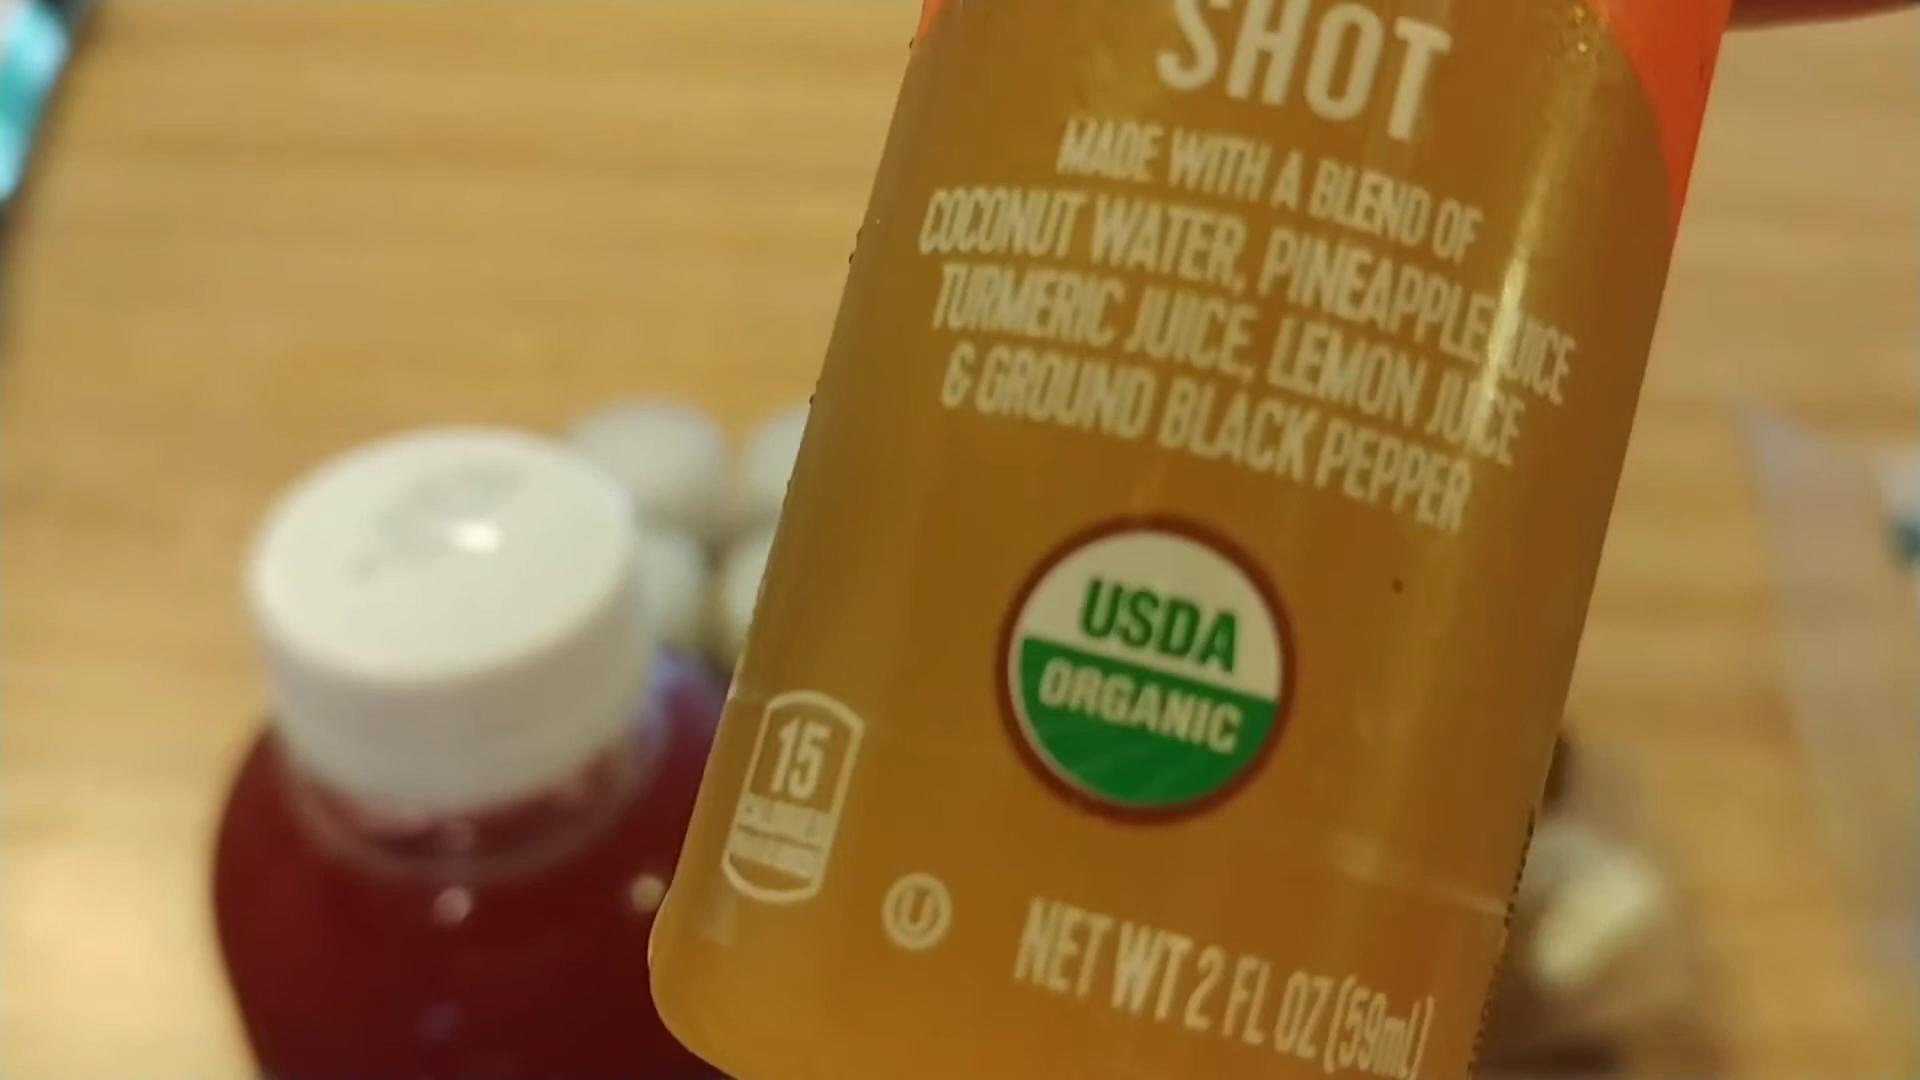 SHOT
MADE WITH A BLEND OF
COCONUT WATER, PINEAPPLE JUICE
TURMERIC JUICE, LEMON JUICE
& GROUND BLACK PEPPER
USDA
ORGANIC
15
CALORIES
U
NET WT 2 FL OZ (59mL)